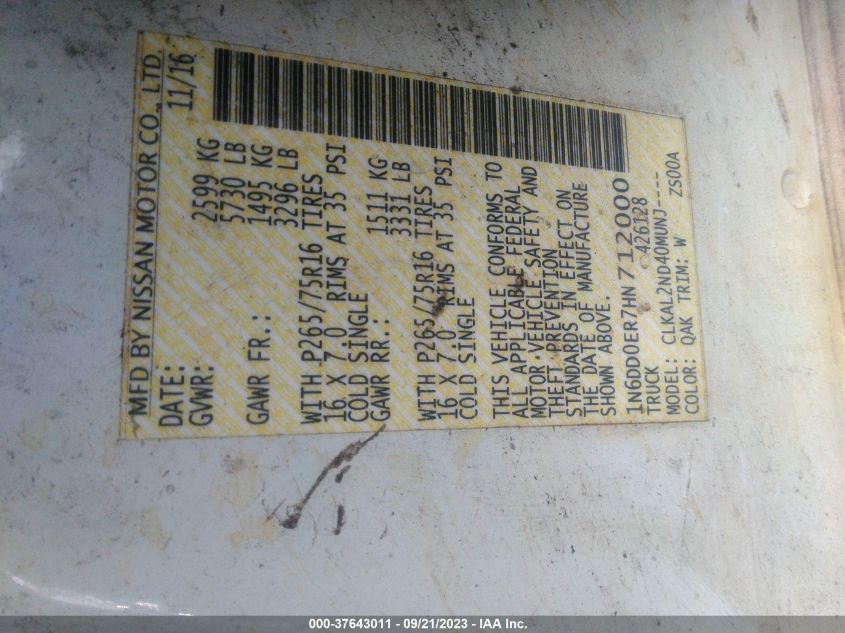 MFD BY NISSAN MOTOR CO., LTD.
DATE: 11/16
GVWR: 2599 KG
5730 LB
GAWR FR.: 1495 KG
3296 LB
WITH P265/75R16 TIRES
16 X 7.0 RIMS AT 35 PSI
COLD SINGLE
GAWR RR.: 1511 KG
3331 LB
WITH P265/75R16 TIRES
16 X 7.0 RIMS AT 35 PSI
COLD SINGLE
THIS VEHICLE CONFORMS TO
ALL APPLICABLE FEDERAL
MOTOR VEHICLE SAFETY AND
THEFT PREVENTION
STANDARDS IN EFFECT ON
THE DATE OF MANUFACTURE
SHOWN ABOVE.
1N6DD0ER7HN712000
TRUCK 426128
MODEL: CLKAL2ND40MUNJ----
COLOR: QAK TRIM: W ZS00A
000-37643011 - 09/21/2023 - IAA Inc.